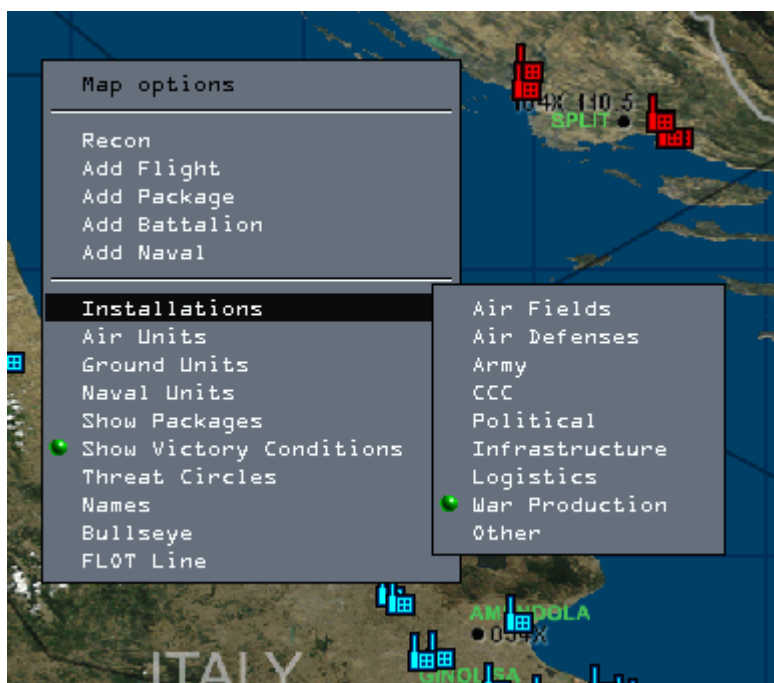 Map options
110.5
SPLIT
Recon
Add Flight
Add Package
Add Battalion
Add Naval
Installations
Air Units
Ground Units
Naval Units
Show Packages
Show Victory Conditions
Threat Circles
Names
Bullseye
FLOT Line
Air Fields
Air Defenses
Army
CCC
Political
Infrastructure
Logistics
War Production
Other
ITALY